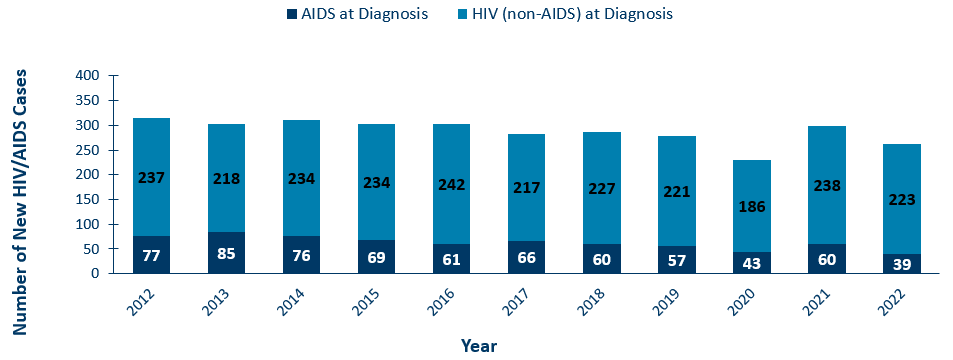 AIDS at Diagnosis HIV (non-AIDS) at Diagnosis
Number of New HIV/AIDS Cases
400
350
300
250
200
150
100
50
0
237 218 234 234 242 217 227 221 186 238 223
77 85 76 69 61 66 60 57 43 60 39
2012 2013 2014 2015 2016 2017 2018 2019 2020 2021 2022
Year